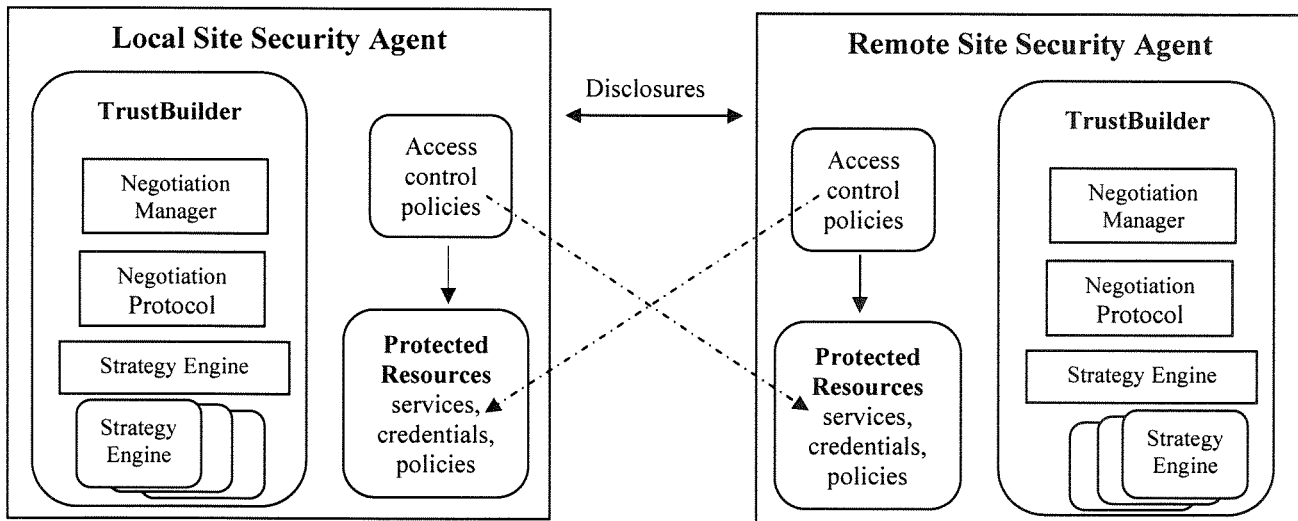 Local Site Security Agent
TrustBuilder
Negotiation
Manager
Negotiation
Protocol
Strategy Engine
Strategy
Engine
Access
control
policies
Protected
Resources
services,
credentials,
policies
Disclosures
Remote Site Security Agent
Access
control
policies
Protected
Resources
services,
credentials,
policies
TrustBuilder
Negotiation
Manager
Negotiation
Protocol
Strategy Engine
Strategy
Engine